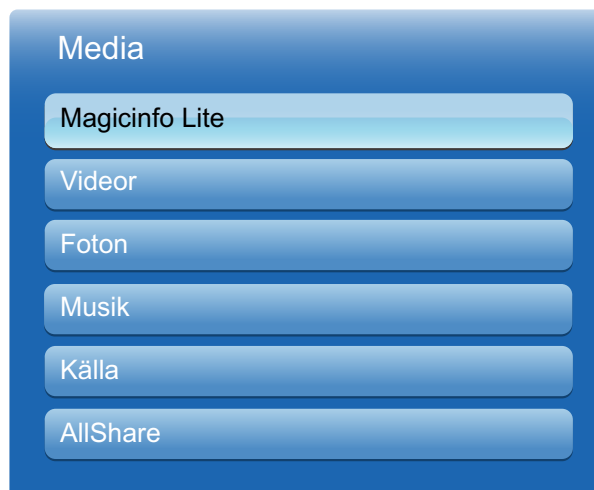 Media
Magicinfo Lite
Videor
Foton
Musik
Källa
AllShare